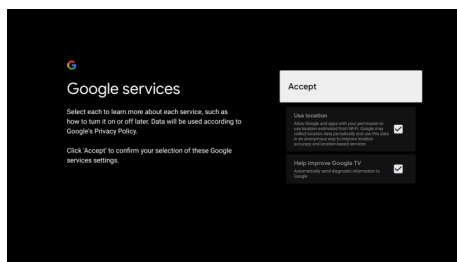 Google services
Select each to learn more about each service, such as
how to turn it on or off later. Data will be used according to
Google's Privacy Policy.
Click 'Accept' to confirm your selection of these Google
services settings.
Accept
Use location
Allow Google and apps with your permission to
use location estimated from Wi-Fi. Google may
collect location data periodically and use this data
in an anonymous way to improve location
accuracy and location-based services.
Help Improve Google TV
Automatically send diagnostic information to
Google